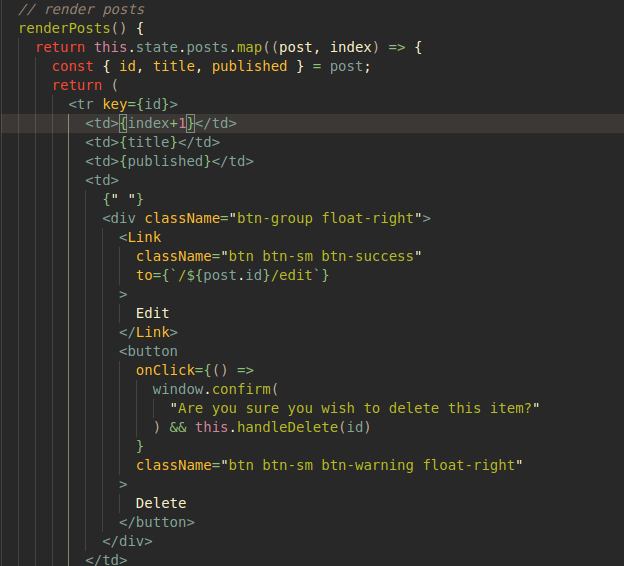 // render posts
renderPosts() {
return this.state.posts.map((post, index) => {
const { id, title, published } = post;
return (
<tr key={id}>
<td>{index+1}</td>
<td>{title}</td>
<td>{published}</td>
<td>
{" "}
<div className="btn-group float-right">
<Link
className="btn btn-sm btn-success"
to={`/${post.id}/edit`}
>
Edit
</Link>
<button
onClick={() =>
window.confirm(
"Are you sure you wish to delete this item?"
) && this.handleDelete(id)
}
className="btn btn-sm btn-warning float-right"
>
Delete
</button>
</div>
</td>